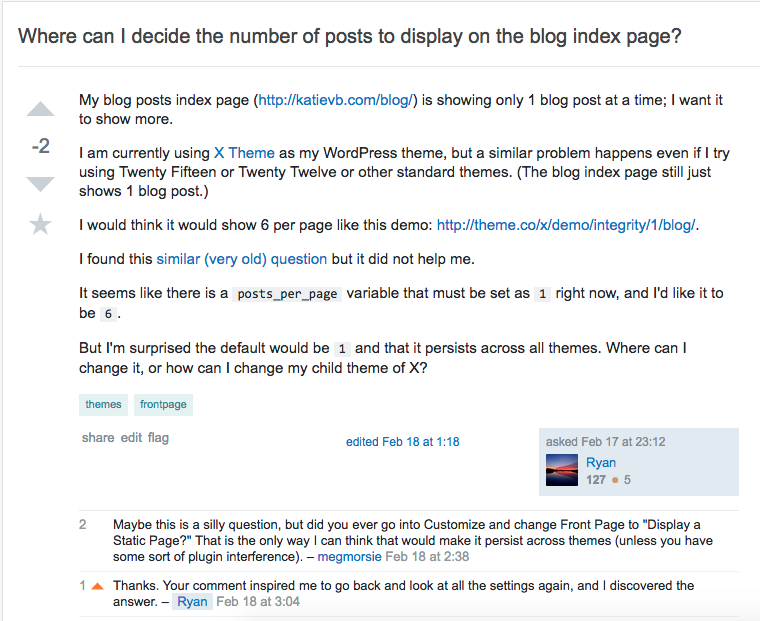 Where can I decide the number of posts to display on the blog index page?
My blog posts index page (http://katievb.com/blog/) is showing only 1 blog post at a time; I want it
to show more.
-2
I am currently using X Theme as my WordPress theme, but a similar problem happens even if I try
using Twenty Fifteen or Twenty Twelve or other standard themes. (The blog index page still just
shows 1 blog post.)
I would think it would show 6 per page like this demo: http://theme.co/x/demo/integrity/1/blog/.
I found this similar (very old) question but it did not help me.
It seems like there is a posts_per_page variable that must be set as 1 right now, and I'd like it to
be 6.
But I'm surprised the default would be 1 and that it persists across all themes. Where can I
change it, or how can I change my child theme of X?
themes frontpage
share edit flag
edited Feb 18 at 1:18
asked Feb 17 at 23:12
Ryan
127 5
2 Maybe this is a silly question, but did you ever go into Customize and change Front Page to "Display a
Static Page?" That is the only way I can think that would make it persist across themes (unless you have
some sort of plugin interference). – megmorsie Feb 18 at 2:38
1 Thanks. Your comment inspired me to go back and look at all the settings again, and I discovered the
answer. – Ryan Feb 18 at 3:04